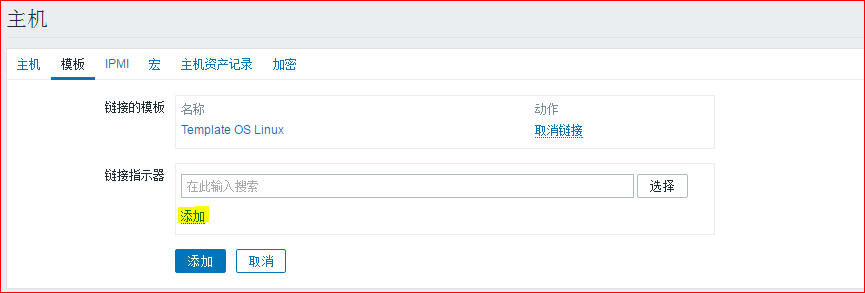 主机
主机 模板 IPMI 宏 主机资产记录 加密
链接的模板 名称 动作
Template OS Linux 取消链接
链接指示器 在此输入搜索 选择
添加
添加 取消